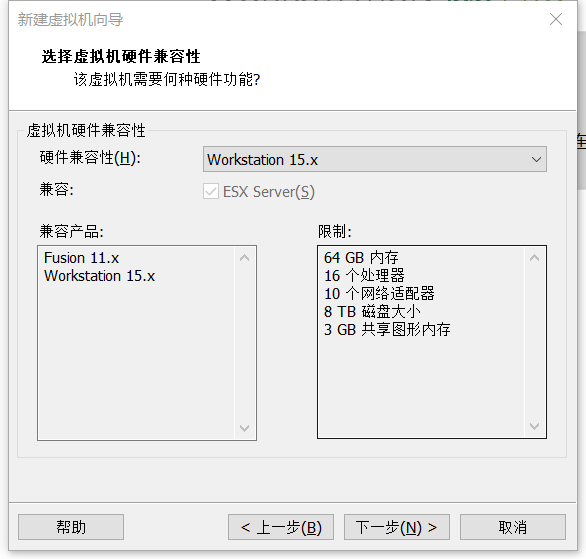 新建虚拟机向导
选择虚拟机硬件兼容性
该虚拟机需要何种硬件功能?
虚拟机硬件兼容性
硬件兼容性(H):
Workstation 15.x
兼容:
ESX Server(S)
兼容产品:
Fusion 11.x
Workstation 15.x
限制:
64 GB 内存
16 个处理器
10 个网络适配器
8 TB 磁盘大小
3 GB 共享图形内存
帮助
< 上一步(B)
下一步(N) >
取消